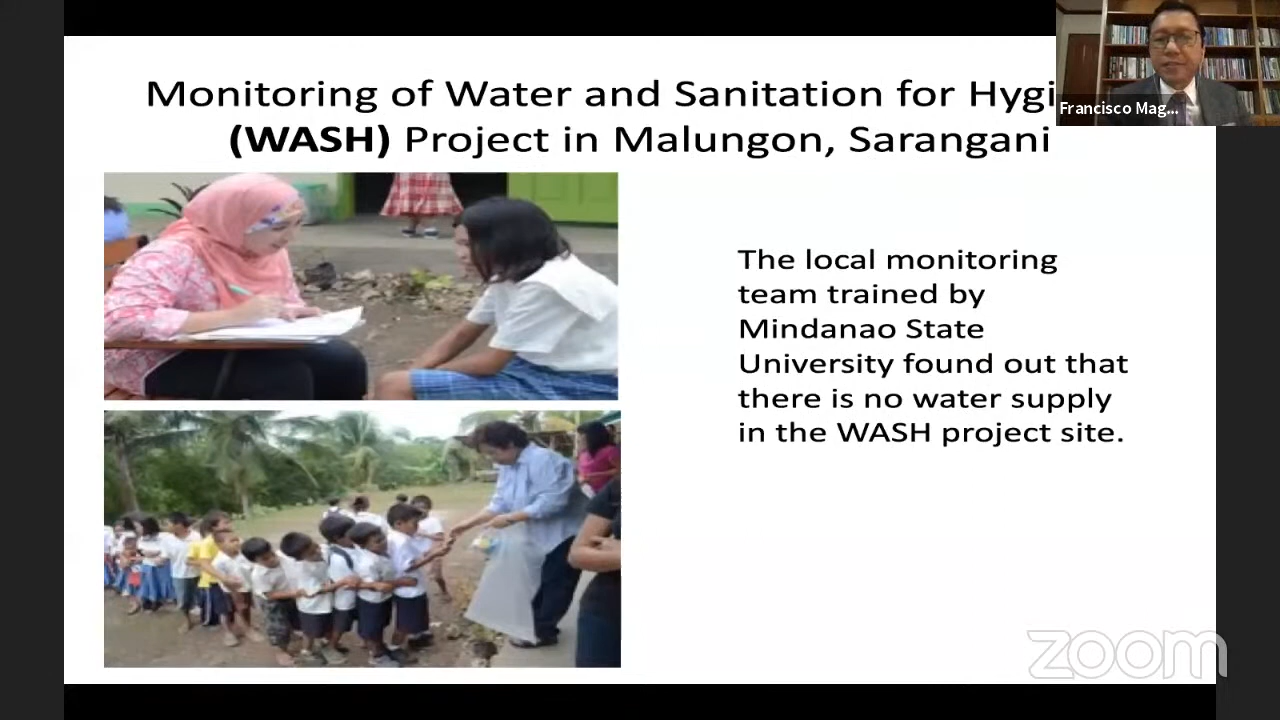 Monitoring of Water and Sanitation for Hygi
(WASH) Project in Malungon, Sarangani
Francisco Mag...
The local monitoring
team trained by
Mindanao State
University found out that
there is no water supply
in the WASH project site.
zoom